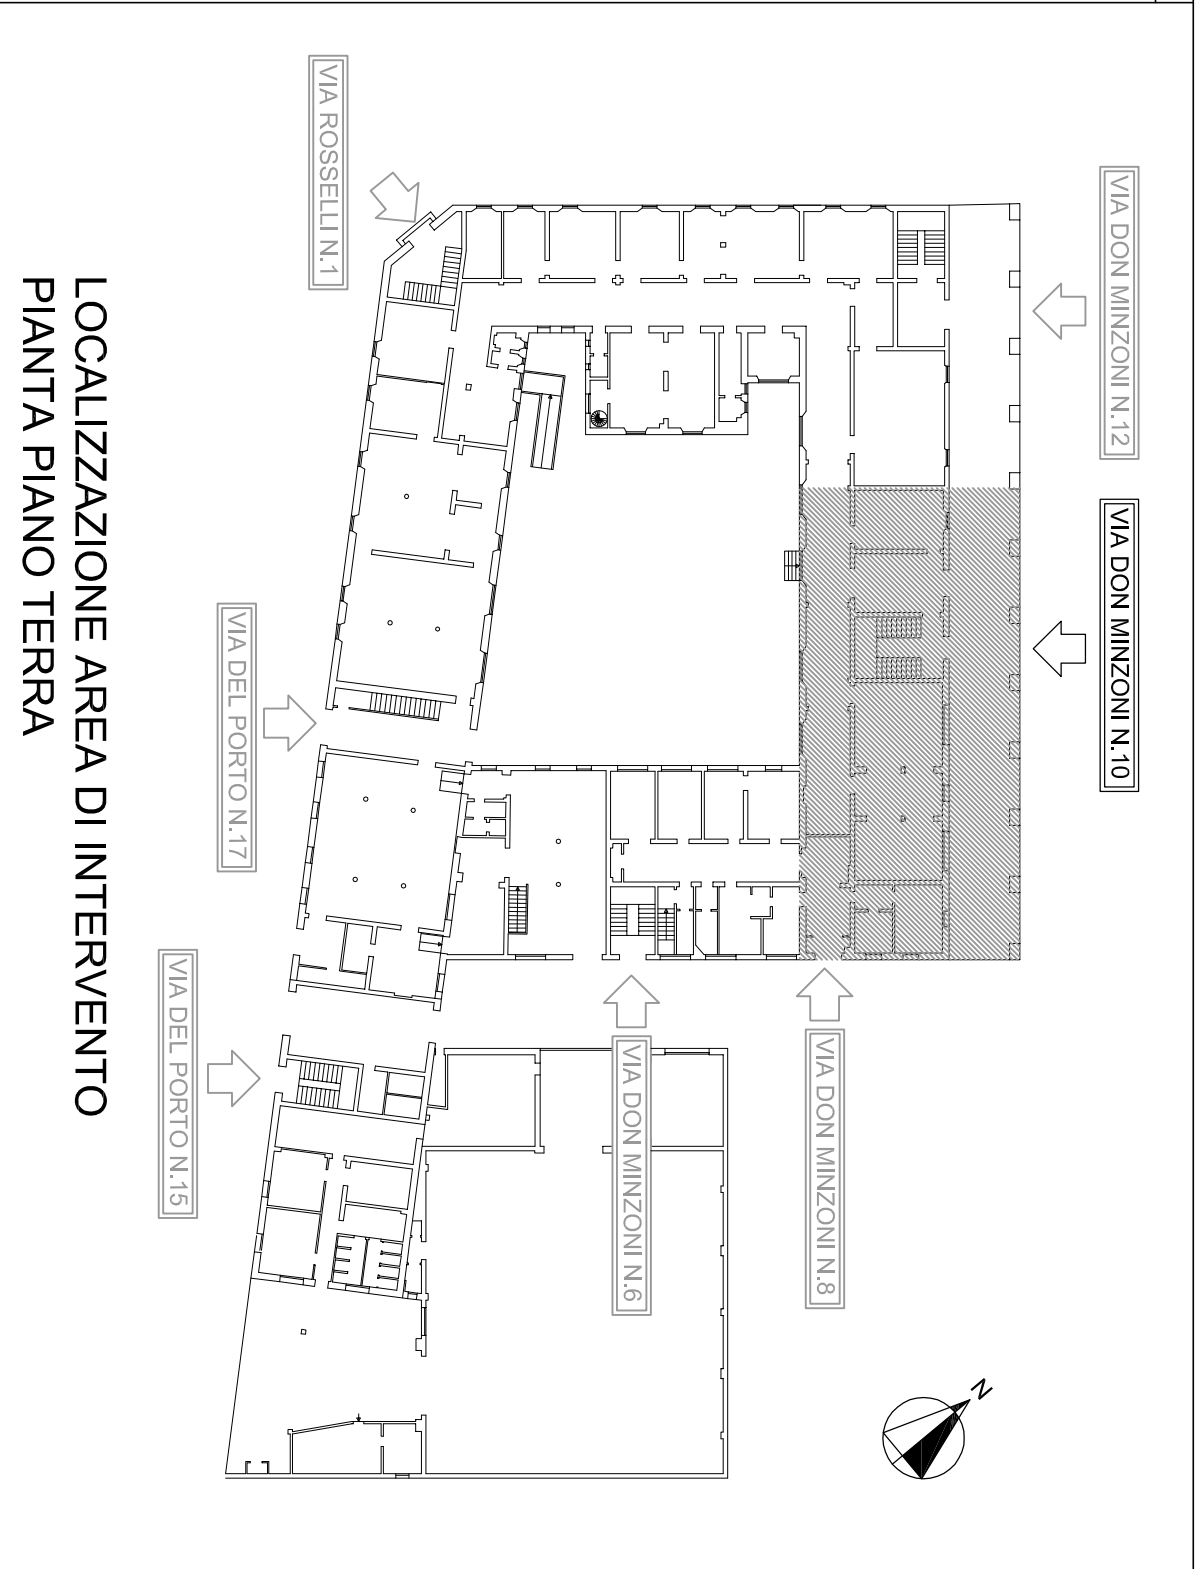 VIA DON MINZONI N.12
VIA DON MINZONI N.10
VIA ROSSELLI N.1
VIA DEL PORTO N.17
VIA DON MINZONI N.8
VIA DON MINZONI N.6
VIA DEL PORTO N.15
N
LOCALIZZAZIONE AREA DI INTERVENTO
PIANTA PIANO TERRA